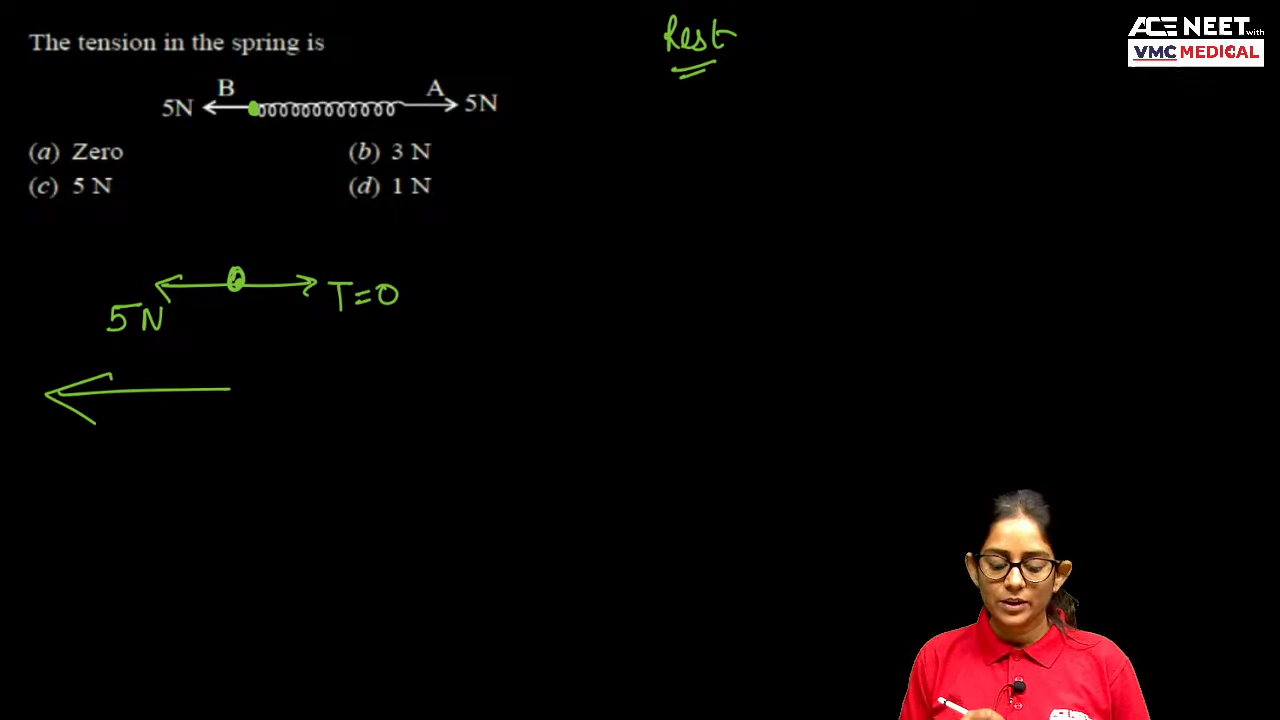 The tension in the spring is
Rest
ACE NEET with
VMC MEDICAL
B
A
5N
5N
(a) Zero
(b) 3 N
(c) 5 N
(d) 1 N
5N
T=0